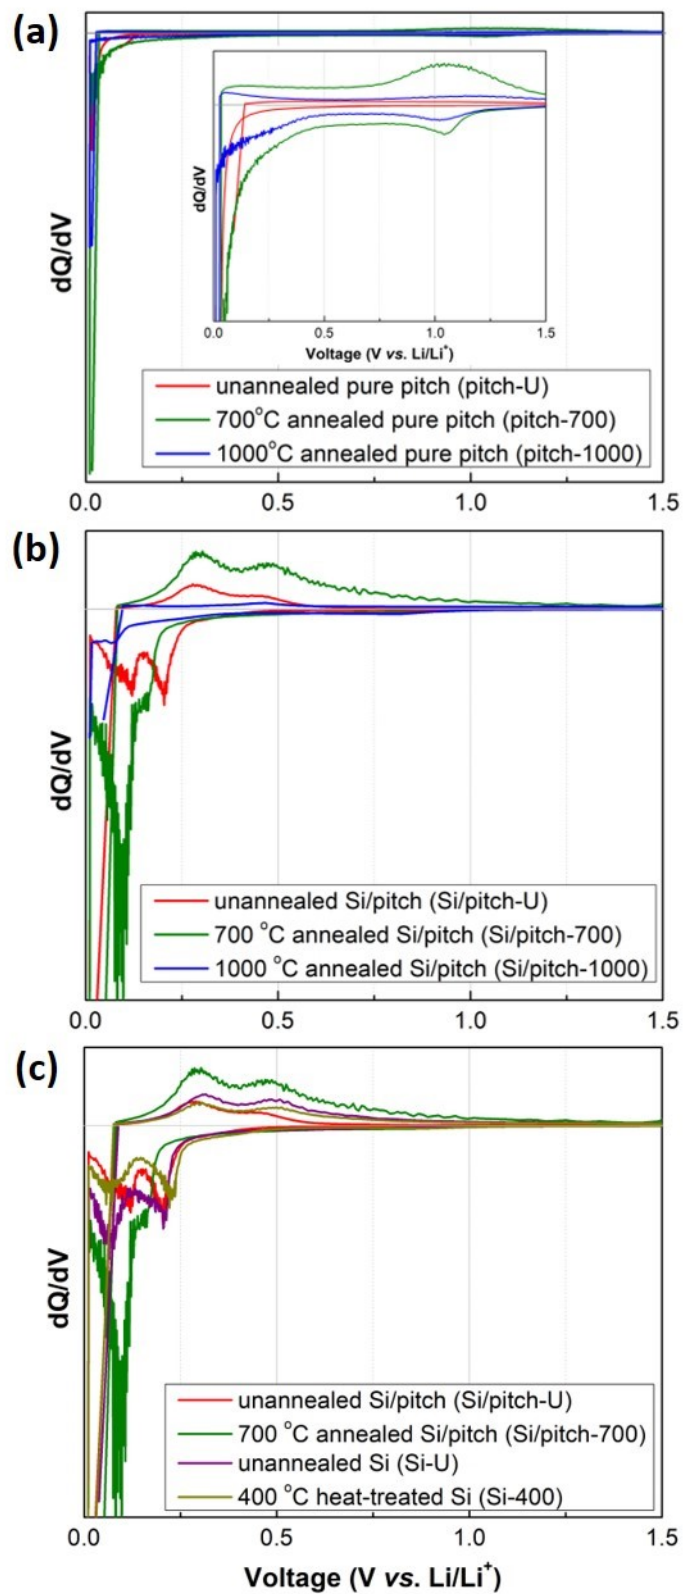 (a)
dQ/dV
dQ/dV
0.0 0.5 1.0 1.5
Voltage (V vs. Li/Li⁺)
unannealed pure pitch (pitch-U)
700°C annealed pure pitch (pitch-700)
1000°C annealed pure pitch (pitch-1000)
0.0 0.5 1.0 1.5
(b)
dQ/dV
unannealed Si/pitch (Si/pitch-U)
700 °C annealed Si/pitch (Si/pitch-700)
1000 °C annealed Si/pitch (Si/pitch-1000)
0.0 0.5 1.0 1.5
(c)
dQ/dV
unannealed Si/pitch (Si/pitch-U)
700 °C annealed Si/pitch (Si/pitch-700)
unannealed Si (Si-U)
400 °C heat-treated Si (Si-400)
0.0 0.5 1.0 1.5
Voltage (V vs. Li/Li⁺)